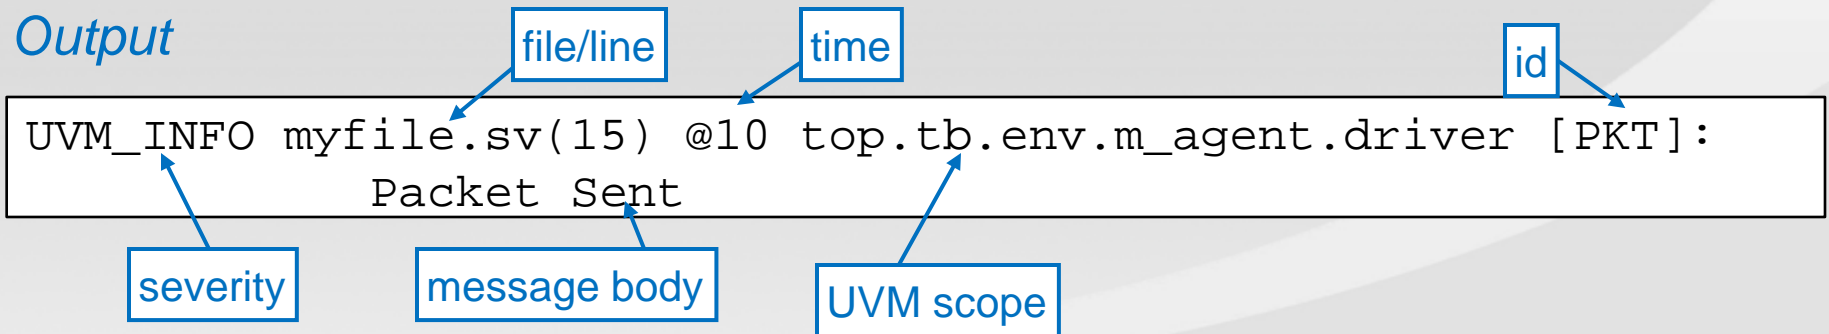 Output
file/line
time
id
UVM_INFO myfile.sv(15) @10 top.tb.env.m_agent.driver [PKT]:
Packet Sent
severity
message body
UVM scope